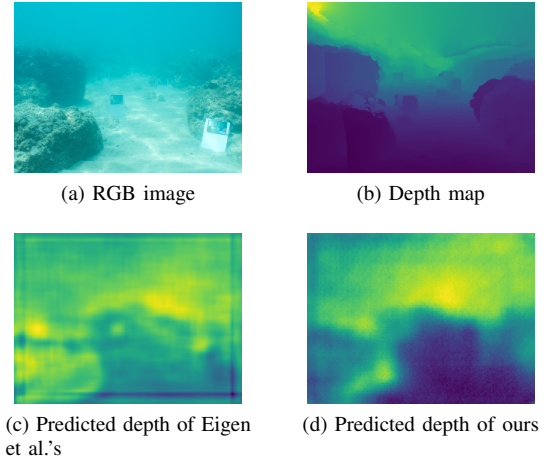 (a) RGB image
(b) Depth map
(c) Predicted depth of Eigen
et al.'s
(d) Predicted depth of ours